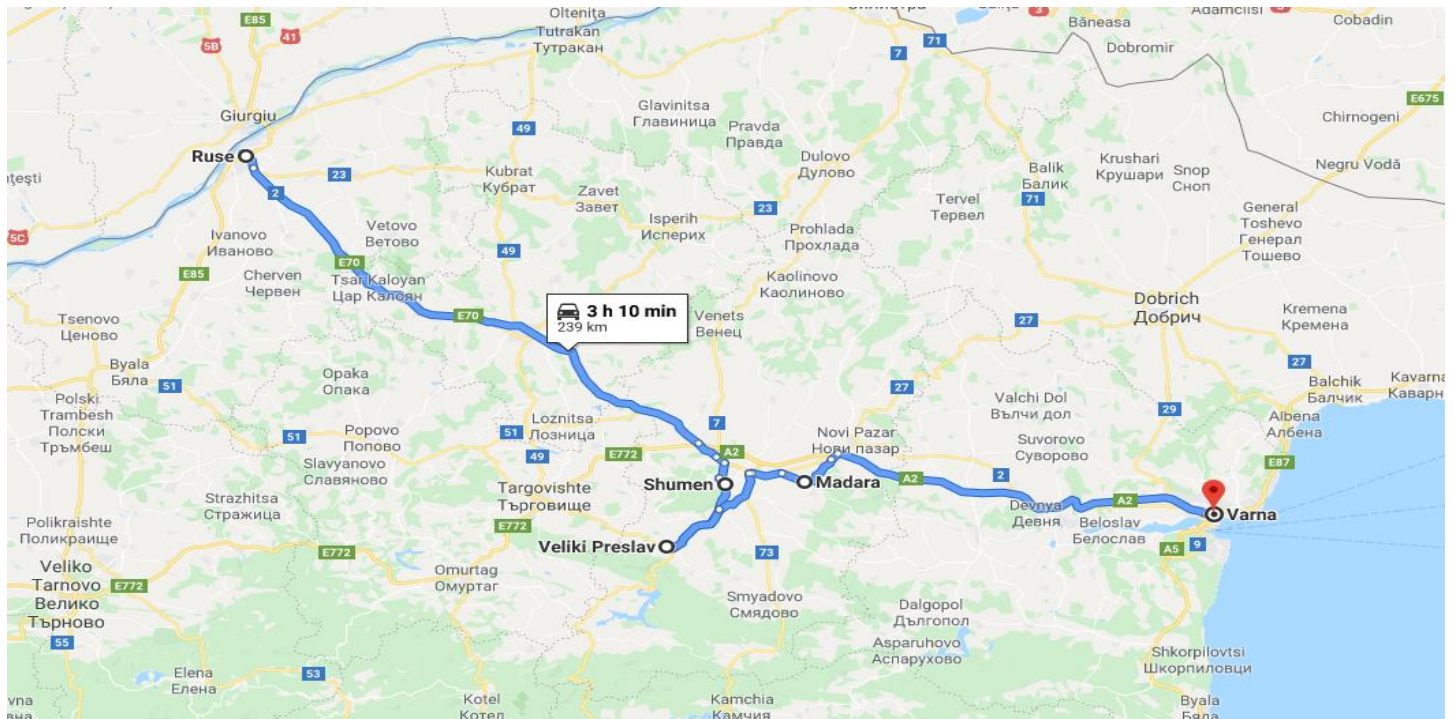 E85
Oltenița
Tutrakan
Тутракан
41
5B
3
Adamclisi
Băneasa
Cobadin
71
7
Dobromir
Giurgiu
Glavinitsa
Главиница
E675
Chirnogeni
49
Pravda
Правда
Ruse
Dulovo
Дулово
Krushari
Крушари
Negru Vodă
23
Kubrat
Кубрат
Balik
Балик
Snop
Сноп
2
Zavet
Завет
71
Tervel
Тервел
23
General
Toshevo
Генерал
Тошево
5C
Ivanovo
Иваново
Vetovo
Ветово
Isperih
Исперих
Prohlada
Прохлада
49
E85
E70
Cherven
Червен
Tsar Kaloyan
Цар Калоян
Kaolinovo
Каолиново
Dobrich
Добрич
3 h 10 min
239 km
E70
Venets
Венец
Kremena
Кремена
Tsenovo
Ценово
27
27
Byala
Бяла
51
Opaka
Опака
27
Balchik
Балчик
Kavarna
Polski
Trambesh
Полски
Тръмбеш
Valchi Dol
Вълчи дол
29
Albena
Албена
51
Popovo
Попово
51
Loznitsa
Лозница
7
Novi Pazar
Нови пазар
Suvorovo
Суворово
49
E772
A2
E87
Slavyanovo
Славяново
2
Shumen
Madara
A2
Targovishte
Търговище
Strazhitsa
Стражица
Devnya
Девня
A2
Varna
Polikraishte
Поликраище
E772
Beloslav
Белослав
Veliki Preslav
E772
73
A5
9
Veliko
Tarnovo
Велико
Търново
E772
Omurtag
Омуртаг
Smyadovo
Смядово
Dalgopol
Дългопол
55
Asparuhovo
Аспарухово
Shkorpilovtsi
Шкорпиловци
Elena
Елена
53
Kotel
Котел
Kamchia
Камчия
Byala
Бяла